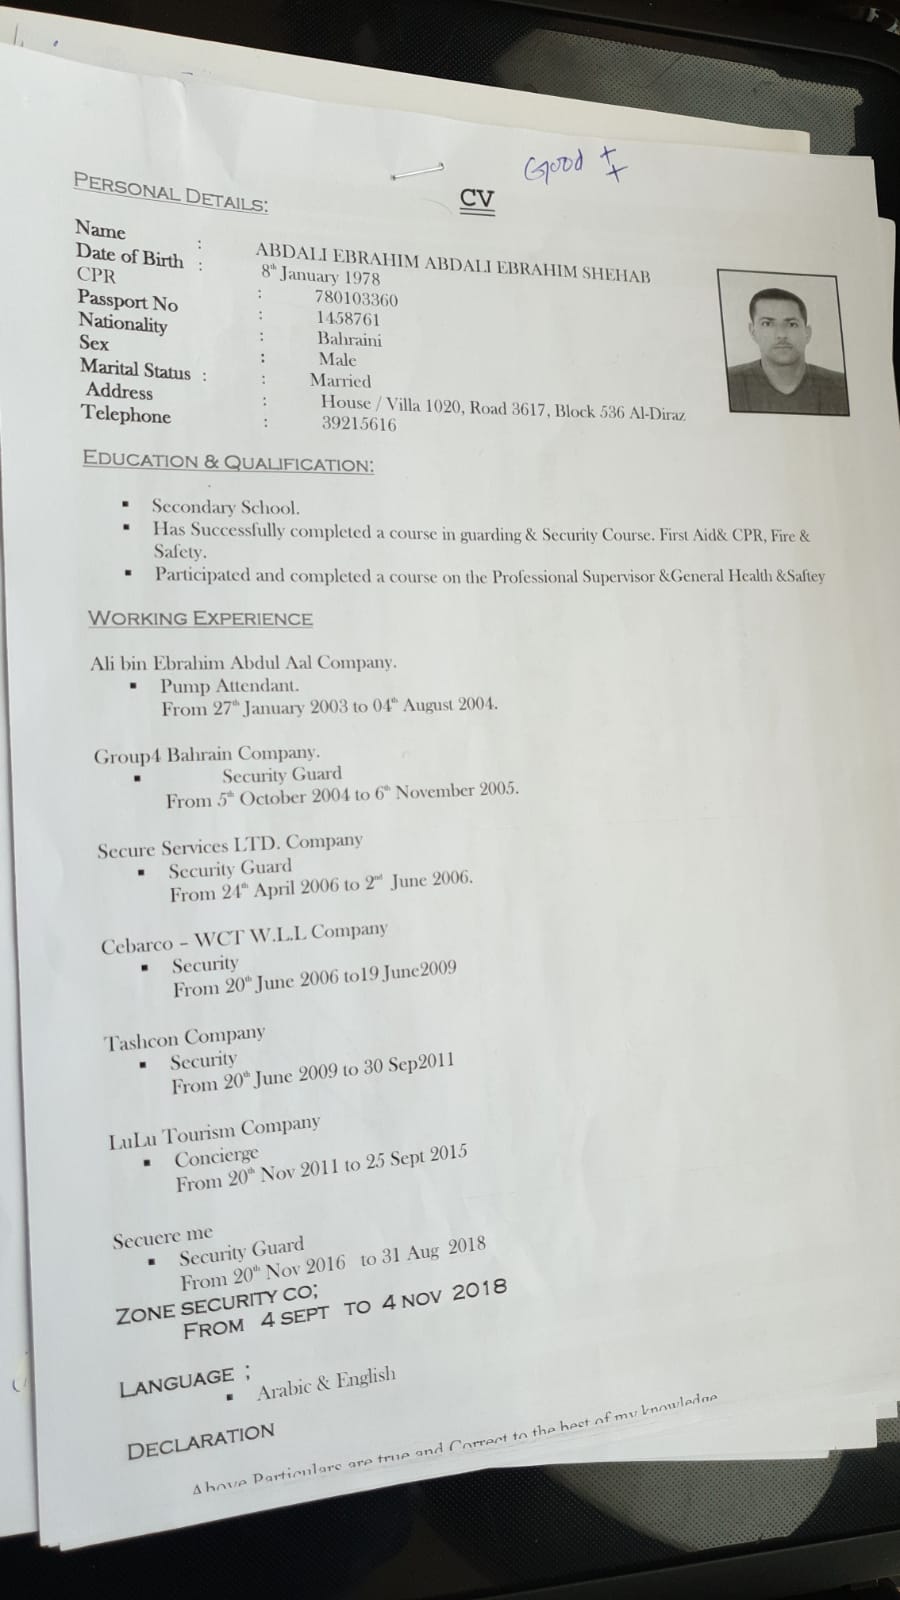 Good ++
CV
PERSONAL DETAILS:
Name : ABDALI EBRAHIM ABDALI EBRAHIM SHEHAB
Date of Birth : 8th January 1978
CPR : 780103360
Passport No : 1458761
Nationality : Bahraini
Sex : Male
Marital Status : : Married
Address : House / Villa 1020, Road 3617, Block 536 Al-Diraz
Telephone : 39215616
EDUCATION & QUALIFICATION:
▪ Secondary School.
▪ Has Successfully completed a course in guarding & Security Course. First Aid& CPR, Fire &
Safety.
▪ Participated and completed a course on the Professional Supervisor &General Health &Saftey
WORKING EXPERIENCE
Ali bin Ebrahim Abdul Aal Company.
▪ Pump Attendant.
From 27th January 2003 to 04th August 2004.
Group4 Bahrain Company.
▪ Security Guard
From 5th October 2004 to 6th November 2005.
Secure Services LTD. Company
▪ Security Guard
From 24th April 2006 to 2nd June 2006.
Cebarco – WCT W.L.L Company
▪ Security
From 20th June 2006 to19 June2009
Tashcon Company
▪ Security
From 20th June 2009 to 30 Sep2011
LuLu Tourism Company
▪ Concierge
From 20th Nov 2011 to 25 Sept 2015
Secuere me
▪ Security Guard
From 20th Nov 2016 to 31 Aug 2018
ZONE SECURITY CO;
FROM 4 SEPT TO 4 NOV 2018
LANGUAGE ;
▪ Arabic & English
DECLARATION
Above Particulars are true and Correct to the best of my knowledge